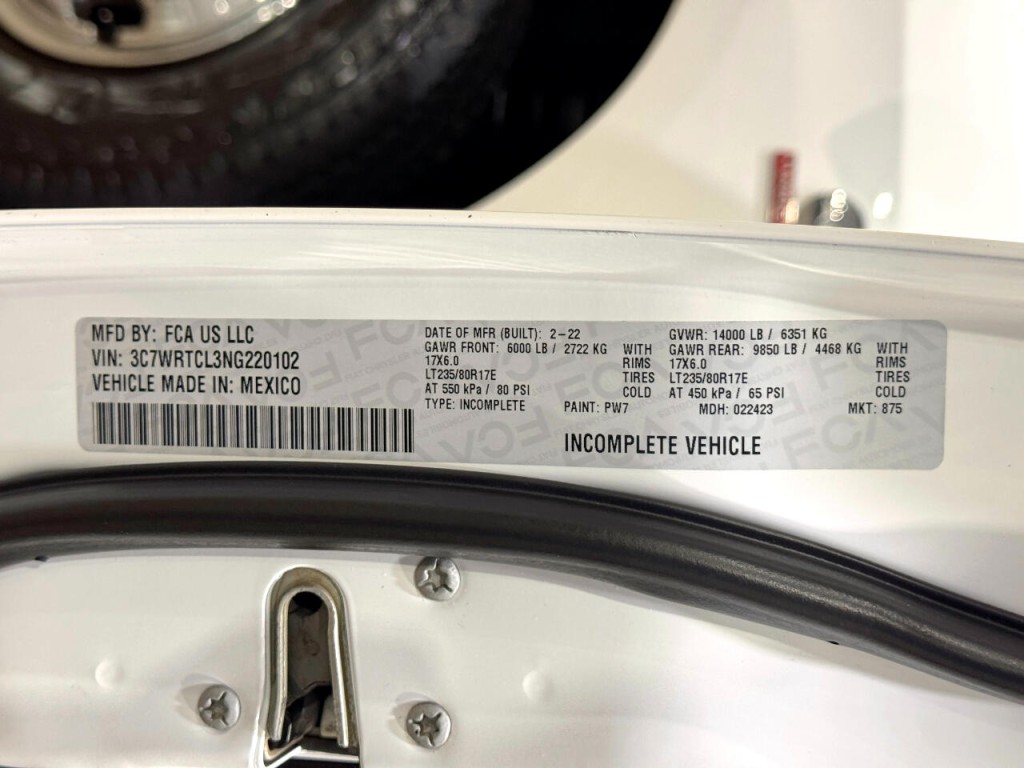 MFD BY: FCA US LLC
VIN: 3C7WRTCL3NG220102
VEHICLE MADE IN: MEXICO
DATE OF MFR (BUILT): 2-22
GAWR FRONT: 6000 LB / 2722 KG WITH
17X6.0 RIMS
LT235/80R17E TIRES
AT 550 kPa / 80 PSI COLD
TYPE: INCOMPLETE
GVWR: 14000 LB / 6351 KG
GAWR REAR: 9850 LB / 4468 KG WITH
17X6.0 RIMS
LT235/80R17E TIRES
AT 450 kPa / 65 PSI COLD
PAINT: PW7 MDH: 022423 MKT: 875
INCOMPLETE VEHICLE